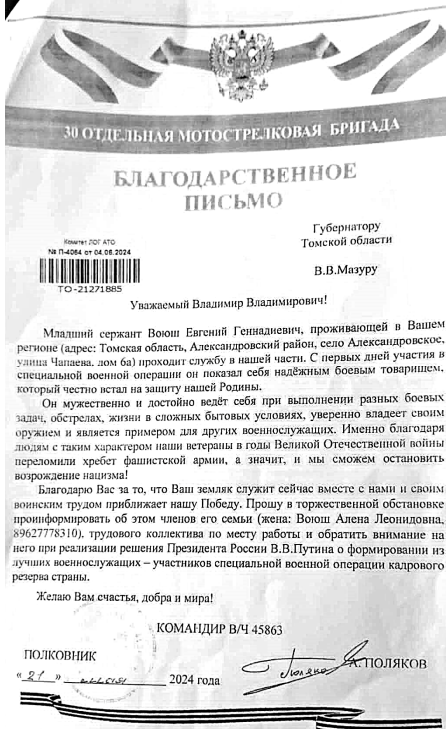 30 ОТДЕЛЬНАЯ МОТОСТРЕЛКОВАЯ БРИГАДА
БЛАГОДАРСТВЕННОЕ
ПИСЬМО
Губернатору
Томской области
Комитет ЛОГ АТО
№ П-4064 от 04.06.2024
ТО-21271885
В.В.Мазуру
Уважаемый Владимир Владимирович!
Младший сержант Воюш Евгений Геннадиевич, проживающей в Вашем
регионе (адрес: Томская область, Александровский район, село Александровское,
улица Чапаева, дом 6а) проходит службу в нашей части. С первых дней участия в
специальной военной операции он показал себя надёжным боевым товарищем,
который честно встал на защиту нашей Родины.
Он мужественно и достойно ведёт себя при выполнении разных боевых
задач, обстрелах, жизни в сложных бытовых условиях, уверенно владеет своим
оружием и является примером для других военнослужащих. Именно благодаря
людям с таким характером наши ветераны в годы Великой Отечественной войны
переломили хребет фашистской армии, а значит, и мы сможем остановить
возрождение нацизма!
Благодарю Вас за то, что Ваш земляк служит сейчас вместе с нами и своим
воинским трудом приближает нашу Победу. Прошу в торжественной обстановке
проинформировать об этом членов его семьи (жена: Воюш Алена Леонидовна,
89627778310), трудового коллектива по месту работы и обратить внимание на
него при реализации решения Президента России В.В.Путина о формировании из
лучших военнослужащих – участников специальной военной операции кадрового
резерва страны.
Желаю Вам счастья, добра и мира!
КОМАНДИР В/Ч 45863
ПОЛКОВНИК
А. ПОЛЯКОВ
«21» 2024 года